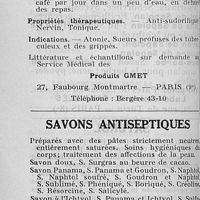 café par jour dans un peu d'eau, en dehors
des repas.
Propriétés thérapeutiques. Anti-sudorifique
Nervin, Tonique.
Indications. — Atonie, Sueurs profuses des tuber-
culeux et des grippés.
Littérature et échantillons sur demande au
Service Médical des
Produits GMET
27, Faubourg Montmartre — PARIS (9e)
Téléphone : Bergère 43-10
SAVONS ANTISEPTIQUES
Préparés avec des pâtes strictement neutres
entièrement saturées. Soins hygiéniques du
corps; traitement des affections de la peau.
Savon doux, S. Surgras au beurre de cacao.
Savon Panama, S. Panama et Goudron, S. Naphtol
S. Naphtol soufré, S. Goudron et Naphtol
S. Sublimé, S. Phéniqué, S. Boriqué, S. Créoline
S. Résorcine, S. Salicylé.
Savon à l'Ichtyol, S. Panama et Ichtyol, S. Sulf